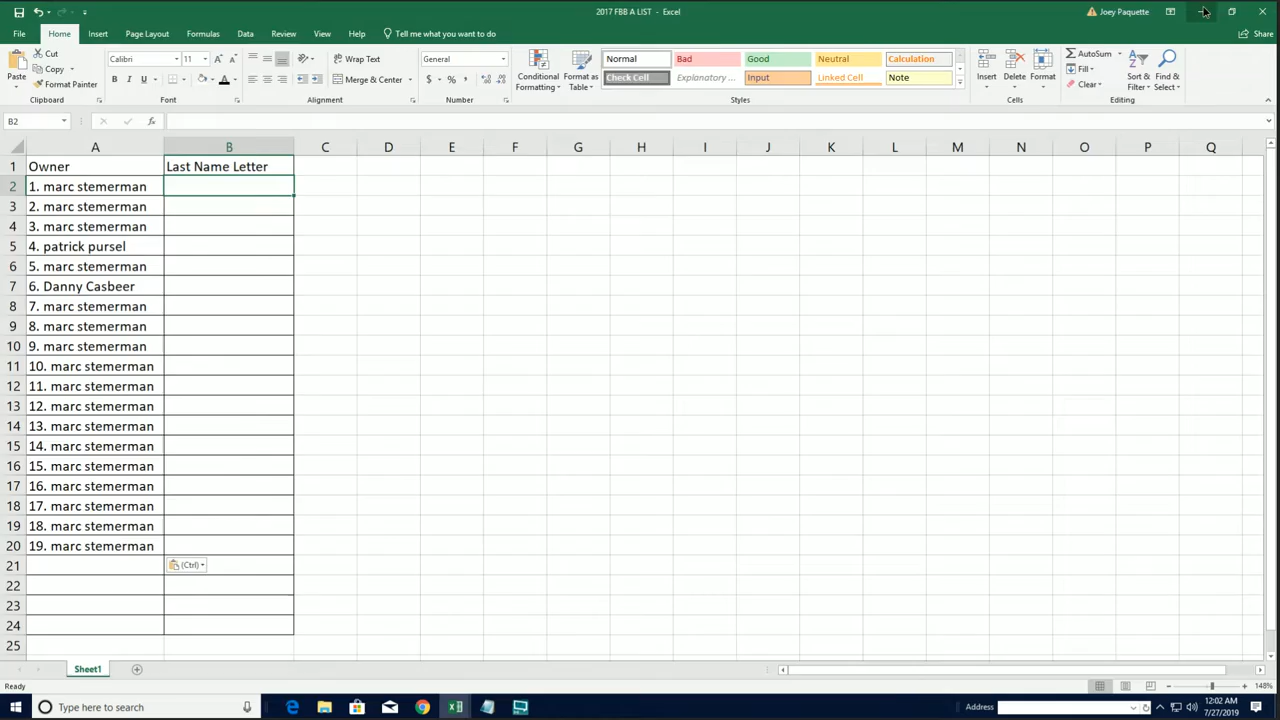 2017 FBB A LIST - Excel
Joey Paquette
File Home Insert Page Layout Formulas Data Review View Help Tell me what you want to do Share
Paste Cut Copy Format Painter Clipboard
Calibri 11 A A B I U A Font
Wrap Text Merge & Center Alignment
General $ % , Number
Conditional Formatting Format as Table
Normal Bad Good Neutral Calculation
Check Cell Explanatory ... Input Linked Cell Note
Styles
Insert Delete Format Cells
AutoSum Fill Clear Sort & Filter Find & Select Editing
B2 fx
A B C D E F G H I J K L M N O P Q
1 Owner Last Name Letter
2 1. marc stemerman
3 2. marc stemerman
4 3. marc stemerman
5 4. patrick pursel
6 5. marc stemerman
7 6. Danny Casbeer
8 7. marc stemerman
9 8. marc stemerman
10 9. marc stemerman
11 10. marc stemerman
12 11. marc stemerman
13 12. marc stemerman
14 13. marc stemerman
15 14. marc stemerman
16 15. marc stemerman
17 16. marc stemerman
18 17. marc stemerman
19 18. marc stemerman
20 19. marc stemerman
21 (Ctrl)
22
23
24
25
Sheet1
Ready 148%
Type here to search Address 12:02 AM
7/27/2019